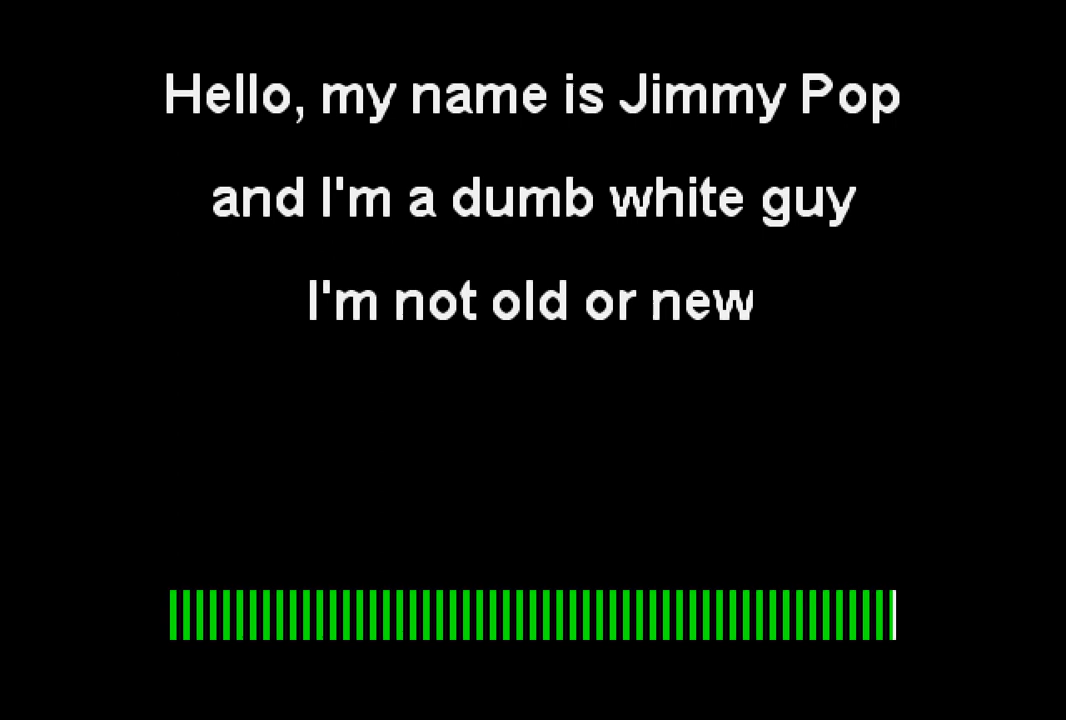 Hello, my name is Jimmy Pop
and I'm a dumb white guy
I'm not old or new